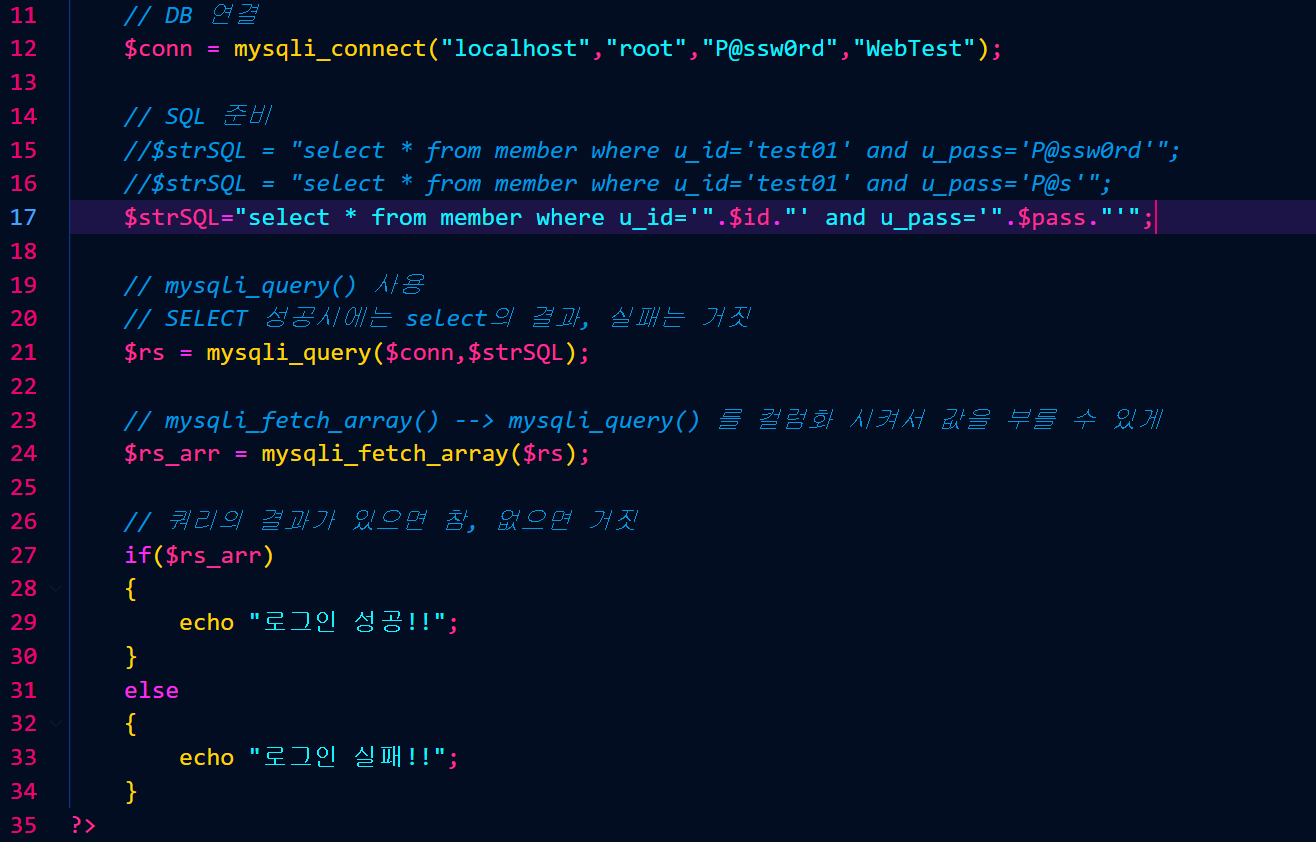 11 // DB 연결
12 $conn = mysqli_connect("localhost","root","P@ssw0rd","WebTest");
13
14 // SQL 준비
15 //$strSQL = "select * from member where u_id='test01' and u_pass='P@ssw0rd'";
16 //$strSQL = "select * from member where u_id='test01' and u_pass='P@s'";
17 $strSQL="select * from member where u_id='".$id."' and u_pass='".$pass."'";
18
19 // mysqli_query() 사용
20 // SELECT 성공시에는 select의 결과, 실패는 거짓
21 $rs = mysqli_query($conn,$strSQL);
22
23 // mysqli_fetch_array() --> mysqli_query() 를 컬럼화 시켜서 값을 부를 수 있게
24 $rs_arr = mysqli_fetch_array($rs);
25
26 // 쿼리의 결과가 있으면 참, 없으면 거짓
27 if($rs_arr)
28 {
29 echo "로그인 성공!!";
30 }
31 else
32 {
33 echo "로그인 실패!!";
34 }
35 ?>